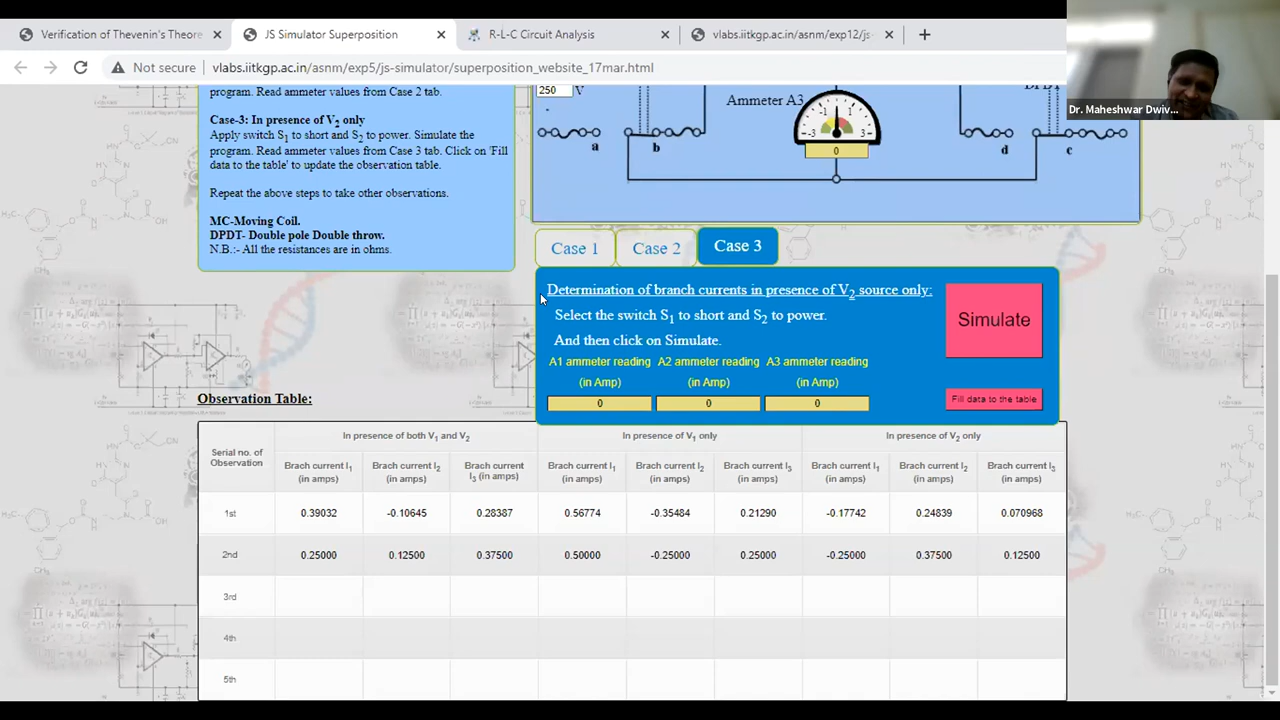 Verification of Thevenin's Theore
JS Simulator Superposition
R-L-C Circuit Analysis
vlabs.iitkgp.ac.in/asnm/exp12/js-
Not secure
vlabs.iitkgp.ac.in/asnm/exp5/js-simulator/superposition_website_17mar.html
Dr. Maheshwar Dwiv...
program. Read ammeter values from Case 2 tab.
Case-3: In presence of V2 only
Apply switch S1 to short and S2 to power. Simulate the
program. Read ammeter values from Case 3 tab. Click on 'Fill
data to the table' to update the observation table.
Repeat the above steps to take other observations.
MC-Moving Coil.
DPDT- Double pole Double throw.
N.B.:- All the resistances are in ohms.
250 V
Ammeter A3
-1 1
-3 3
0
a b d c
Case 1 Case 2 Case 3
Determination of branch currents in presence of V2 source only:
Select the switch S1 to short and S2 to power.
And then click on Simulate.
Simulate
A1 ammeter reading A2 ammeter reading A3 ammeter reading
(in Amp) (in Amp) (in Amp)
0 0 0
Fill data to the table
Observation Table:
Serial no. of Observation
In presence of both V1 and V2 In presence of V1 only In presence of V2 only
Brach current I1 Brach current I2 Brach current Brach current I1 Brach current I2 Brach current I3 Brach current I1 Brach current I2 Brach current I3
(in amps) (in amps) I3 (in amps) (in amps) (in amps) (in amps) (in amps) (in amps) (in amps)
1st 0.39032 -0.10645 0.28387 0.56774 -0.35484 0.21290 -0.17742 0.24839 0.070968
2nd 0.25000 0.12500 0.37500 0.50000 -0.25000 0.25000 -0.25000 0.37500 0.12500
3rd
4th
5th